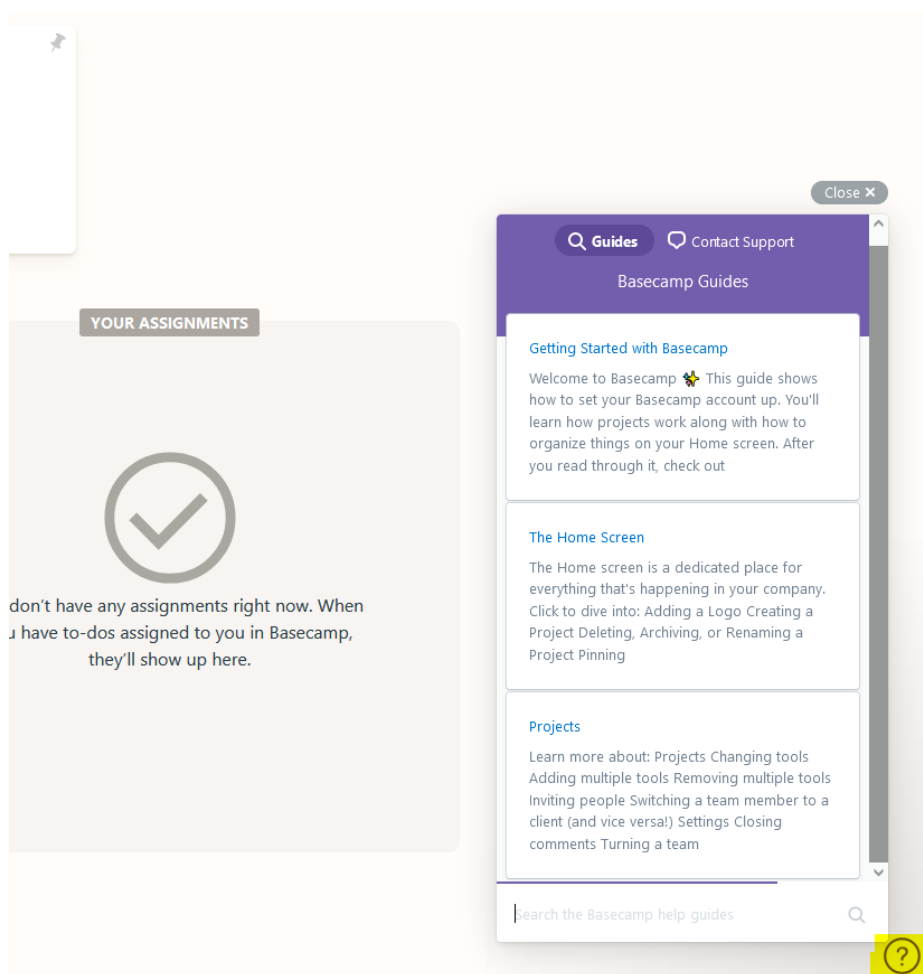 Close ×
Guides
Contact Support
Basecamp Guides
YOUR ASSIGNMENTS
don't have any assignments right now. When
have to-dos assigned to you in Basecamp,
they'll show up here.
Getting Started with Basecamp
Welcome to Basecamp ✨ This guide shows
how to set your Basecamp account up. You'll
learn how projects work along with how to
organize things on your Home screen. After
you read through it, check out
The Home Screen
The Home screen is a dedicated place for
everything that's happening in your company.
Click to dive into: Adding a Logo Creating a
Project Deleting, Archiving, or Renaming a
Project Pinning
Projects
Learn more about: Projects Changing tools
Adding multiple tools Removing multiple tools
Inviting people Switching a team member to a
client (and vice versa!) Settings Closing
comments Turning a team
Search the Basecamp help guides
?